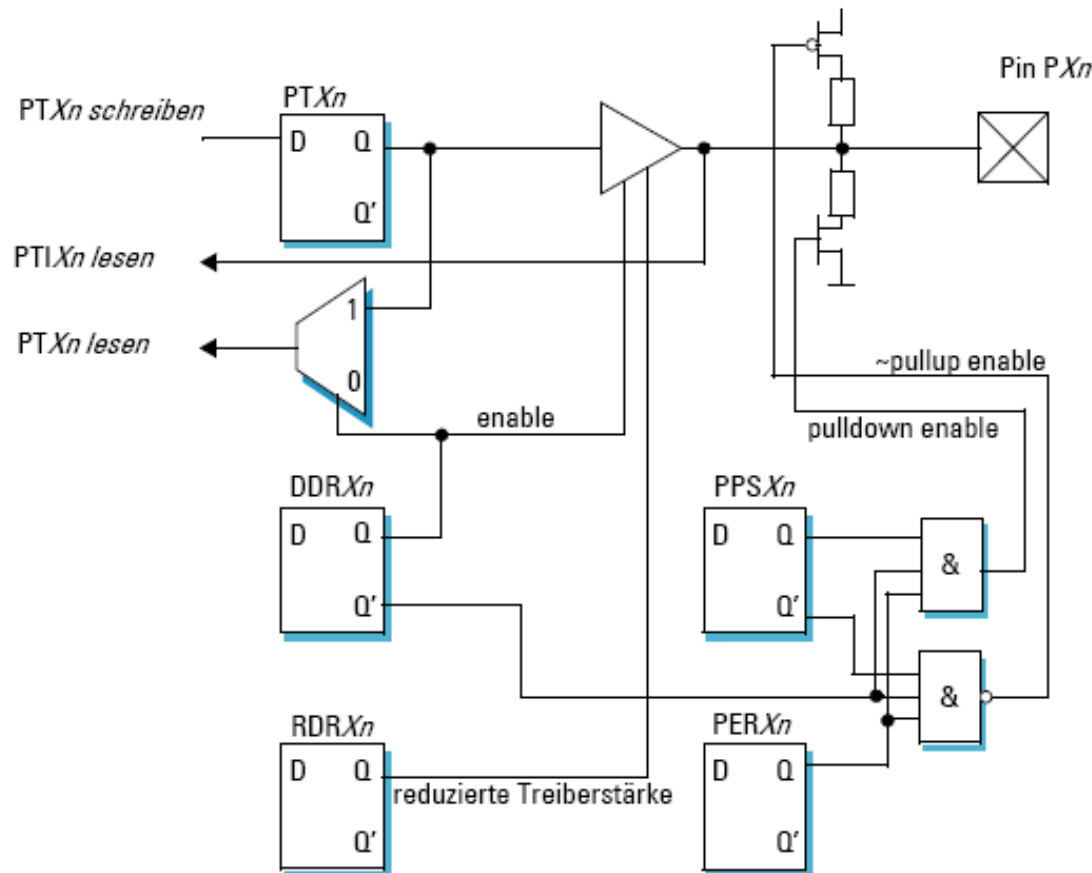 Pin PXn
PTXn schreiben
PTXn
D Q
Q'
PTIXn lesen
1
PTXn lesen
0
~pullup enable
enable
pulldown enable
DDRXn
PPSXn
D Q
D Q
&
Q'
Q'
&
RDRXn
PERXn
D Q
D Q
reduzierte Treiberstärke
Q'
Q'